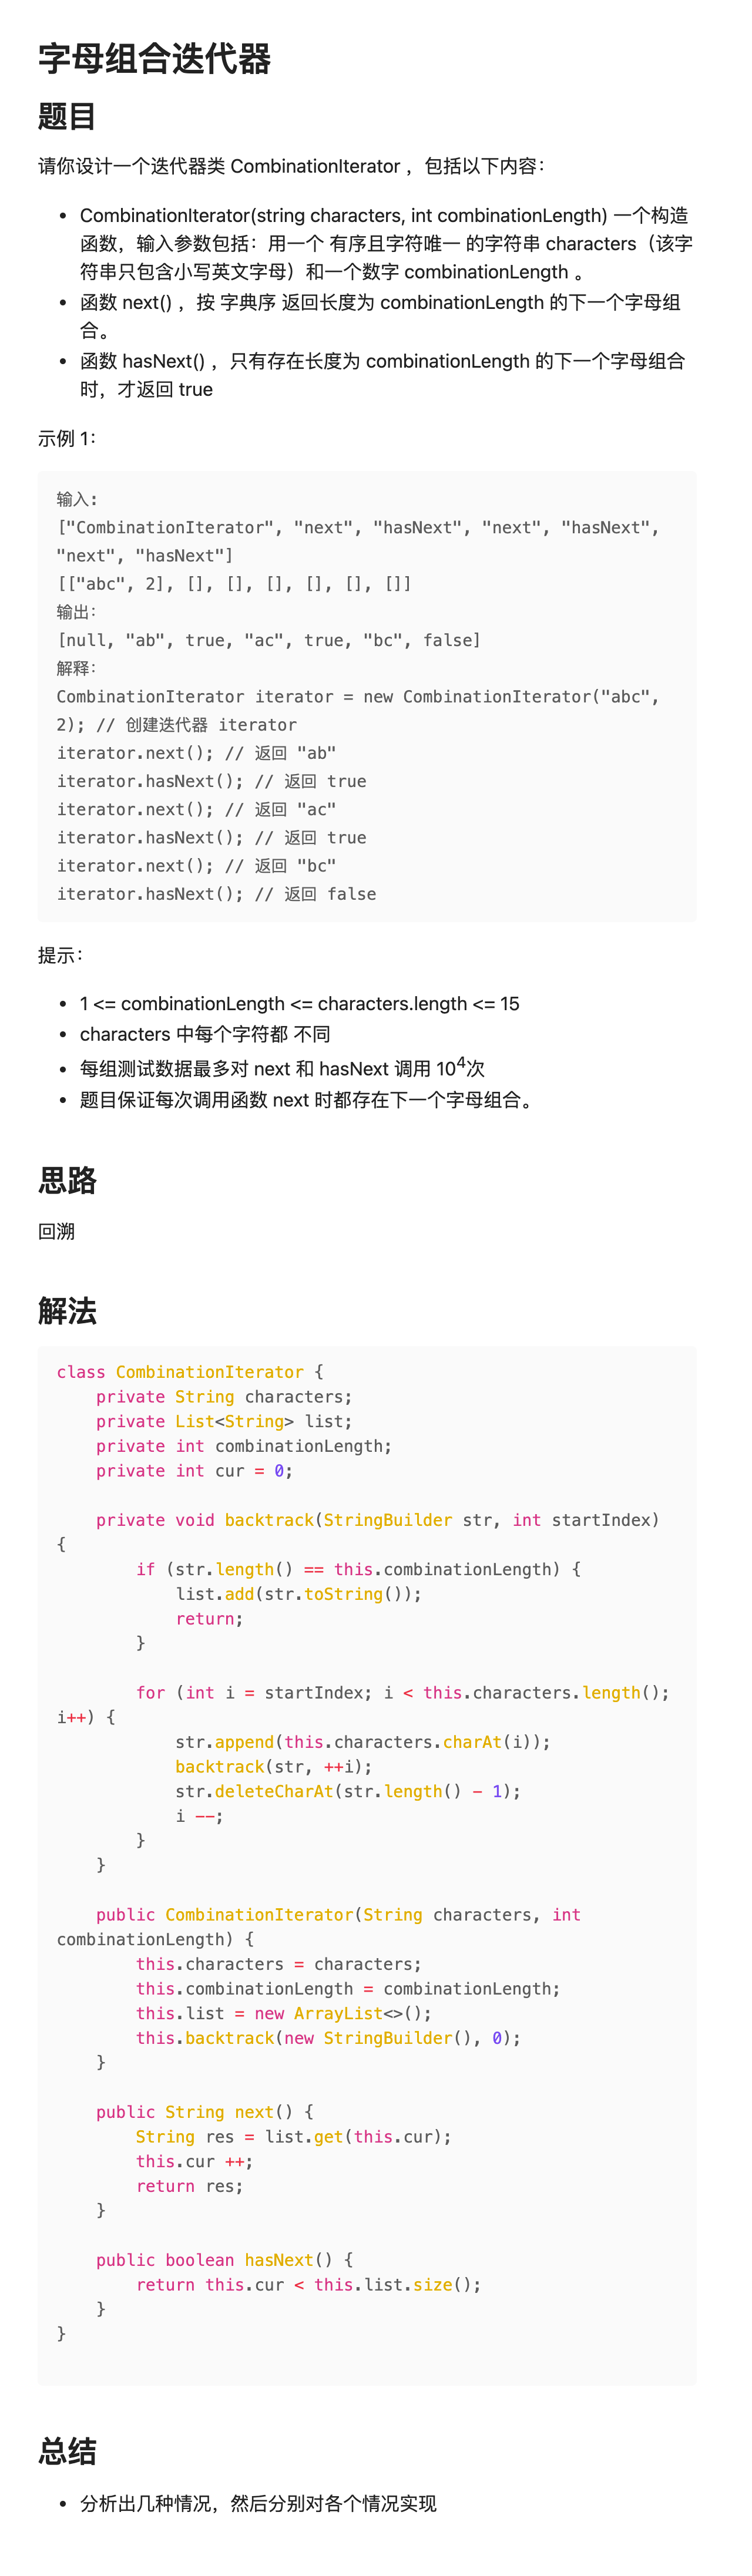 字母组合迭代器
题目
请你设计一个迭代器类 CombinationIterator ，包括以下内容：
• CombinationIterator(string characters, int combinationLength) 一个构造
函数，输入参数包括：用一个 有序且字符唯一 的字符串 characters（该字
符串只包含小写英文字母）和一个数字 combinationLength 。
• 函数 next() ，按 字典序 返回长度为 combinationLength 的下一个字母组
合。
• 函数 hasNext() ，只有存在长度为 combinationLength 的下一个字母组合
时，才返回 true
示例 1：
输入:
["CombinationIterator", "next", "hasNext", "next", "hasNext",
"next", "hasNext"]
[["abc", 2], [], [], [], [], [], []]
输出：
[null, "ab", true, "ac", true, "bc", false]
解释：
CombinationIterator iterator = new CombinationIterator("abc",
2); // 创建迭代器 iterator
iterator.next(); // 返回 "ab"
iterator.hasNext(); // 返回 true
iterator.next(); // 返回 "ac"
iterator.hasNext(); // 返回 true
iterator.next(); // 返回 "bc"
iterator.hasNext(); // 返回 false
提示：
• 1 <= combinationLength <= characters.length <= 15
• characters 中每个字符都 不同
• 每组测试数据最多对 next 和 hasNext 调用 10⁴次
• 题目保证每次调用函数 next 时都存在下一个字母组合。
思路
回溯
解法
class CombinationIterator {
    private String characters;
    private List<String> list;
    private int combinationLength;
    private int cur = 0;
    private void backtrack(StringBuilder str, int startIndex)
{
        if (str.length() == this.combinationLength) {
            list.add(str.toString());
            return;
        }
        for (int i = startIndex; i < this.characters.length();
i++) {
            str.append(this.characters.charAt(i));
            backtrack(str, ++i);
            str.deleteCharAt(str.length() - 1);
            i --;
        }
    }
    public CombinationIterator(String characters, int
combinationLength) {
        this.characters = characters;
        this.combinationLength = combinationLength;
        this.list = new ArrayList<>();
        this.backtrack(new StringBuilder(), 0);
    }
    public String next() {
        String res = list.get(this.cur);
        this.cur ++;
        return res;
    }
    public boolean hasNext() {
        return this.cur < this.list.size();
    }
}
总结
• 分析出几种情况，然后分别对各个情况实现